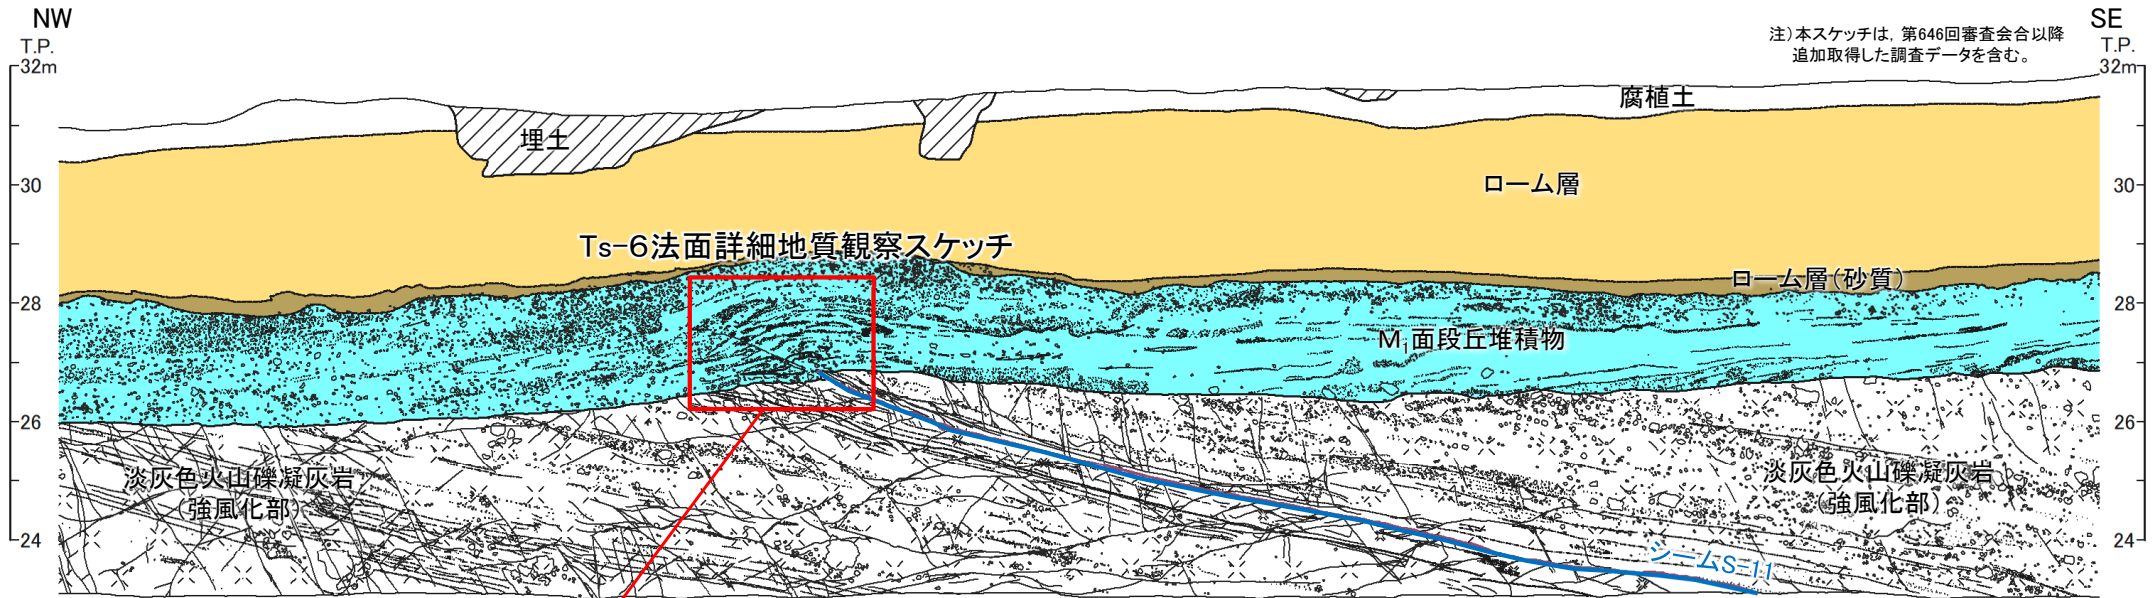 NW
SE
T.P.
T.P.
注)本スケッチは,第646回審査会合以降
追加取得した調査データを含む。
32m
32m
腐植土
埋土
30
30
ローム層
Ts-6法面詳細地質観察スケッチ
ローム層(砂質)
28
28
M₁面段丘堆積物
26
26
淡灰色火山礫凝灰岩
(強風化部)
淡灰色火山礫凝灰岩
(強風化部)
24
24
シームS-11